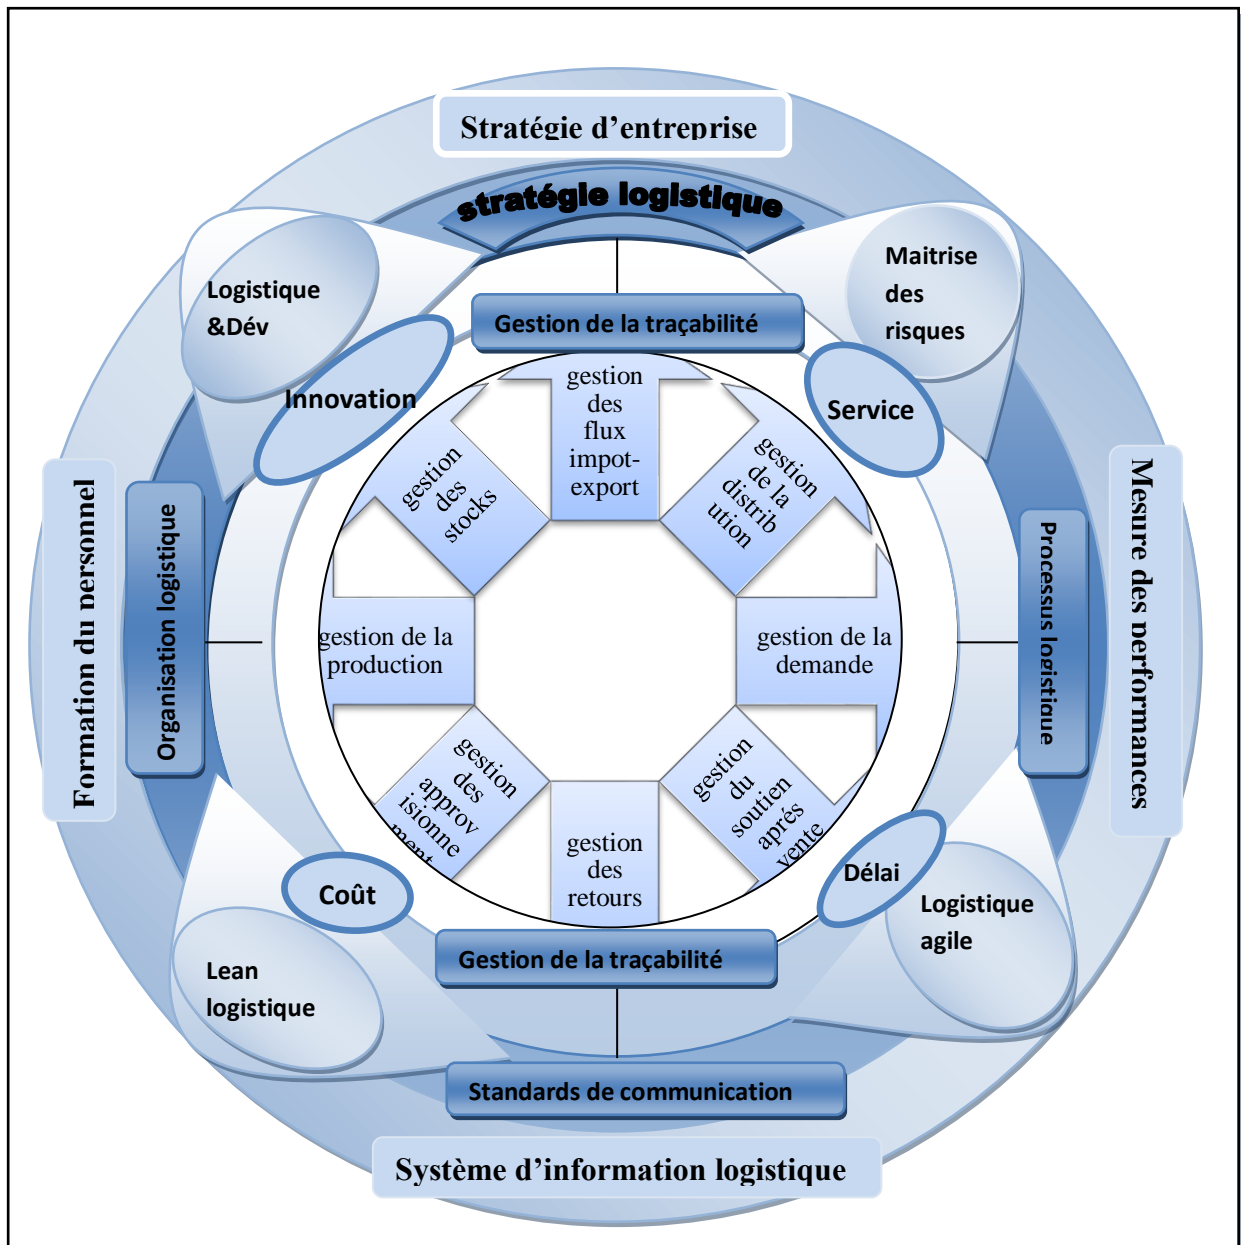 Stratégie d’entreprise
stratégie logistique
Logistique
&Dév
Maitrise
des
risques
Gestion de la traçabilité
Innovation
Service
gestion
des
flux
impot-
export
gestion
des
stocks
gestion
de la
distrib
ution
Formation du personnel
Organisation logistique
gestion de la
production
gestion de la
demande
Processus logistique
Mesure des performances
gestion
des
approv
isionne
ment
gestion
des
retours
gestion
du
soutien
aprés
vente
Coût
Délai
Lean
logistique
Logistique
agile
Gestion de la traçabilité
Standards de communication
Système d’information logistique